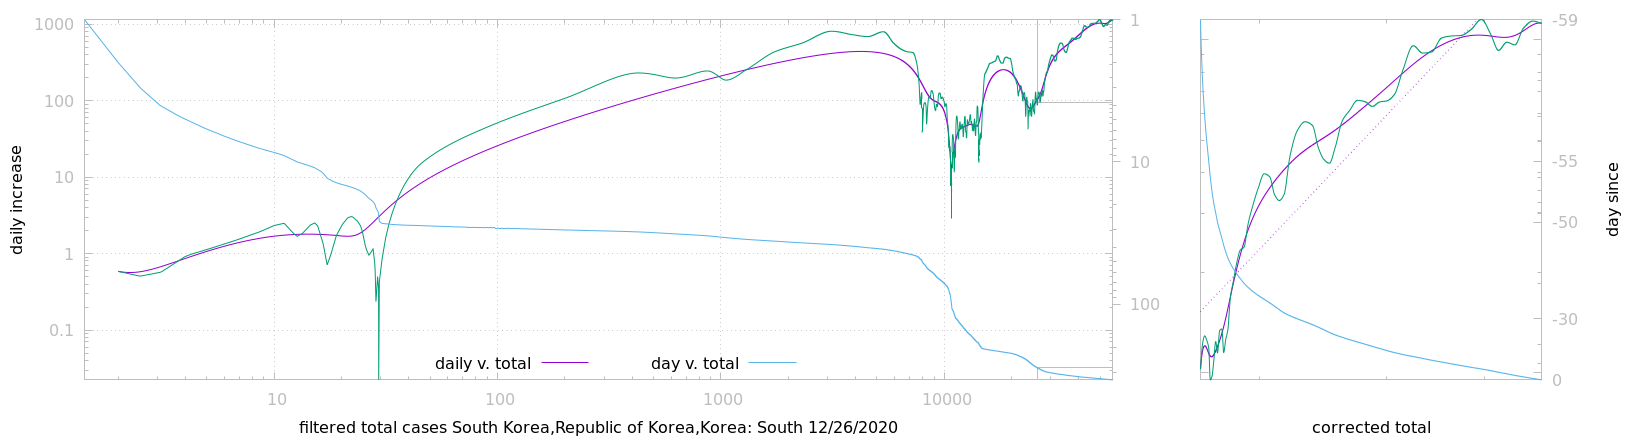 1000
100
10
1
0.1
daily increase
daily v. total
day v. total
10
100
1000
10000
filtered total cases South Korea,Republic of Korea,Korea: South 12/26/2020
1
10
100
-59
-55
-50
-30
0
day since
corrected total